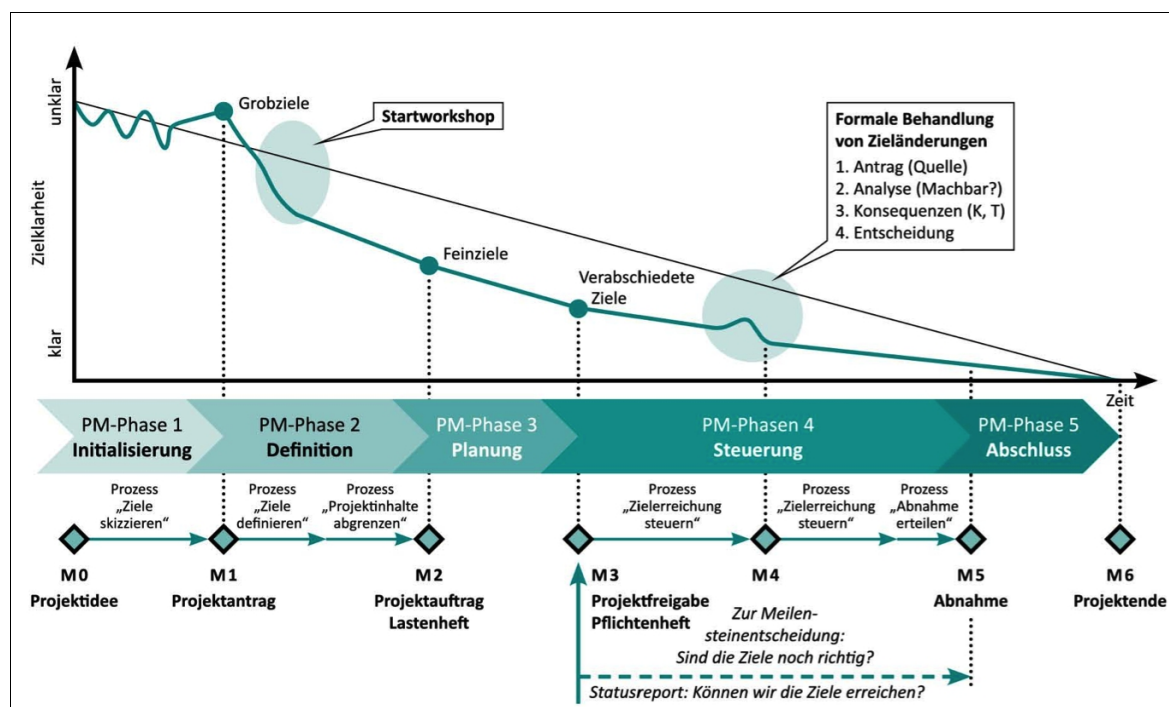 unklar
Zielklarheit
klar
Grobziele
Startworkshop
Formale Behandlung
von Zieländerungen
1. Antrag (Quelle)
2. Analyse (Machbar?)
3. Konsequenzen (K, T)
4. Entscheidung
Feinziele
Verabschiedete
Ziele
Zeit
PM-Phase 1
Initialisierung
PM-Phase 2
Definition
PM-Phase 3
Planung
PM-Phasen 4
Steuerung
PM-Phase 5
Abschluss
Prozess
„Ziele
skizzieren“
Prozess
„Ziele
definieren“
Prozess
„Projektinhalte
abgrenzen“
Prozess
„Zielerreichung
steuern“
Prozess
„Zielerreichung
steuern“
Prozess
„Abnahme
erteilen“
M0
Projektidee
M1
Projektantrag
M2
Projektauftrag
Lastenheft
M3
Projektfreigabe
Pflichtenheft
M4
M5
Abnahme
M6
Projektende
Zur Meilen-
steinentscheidung:
Sind die Ziele noch richtig?
Statusreport: Können wir die Ziele erreichen?